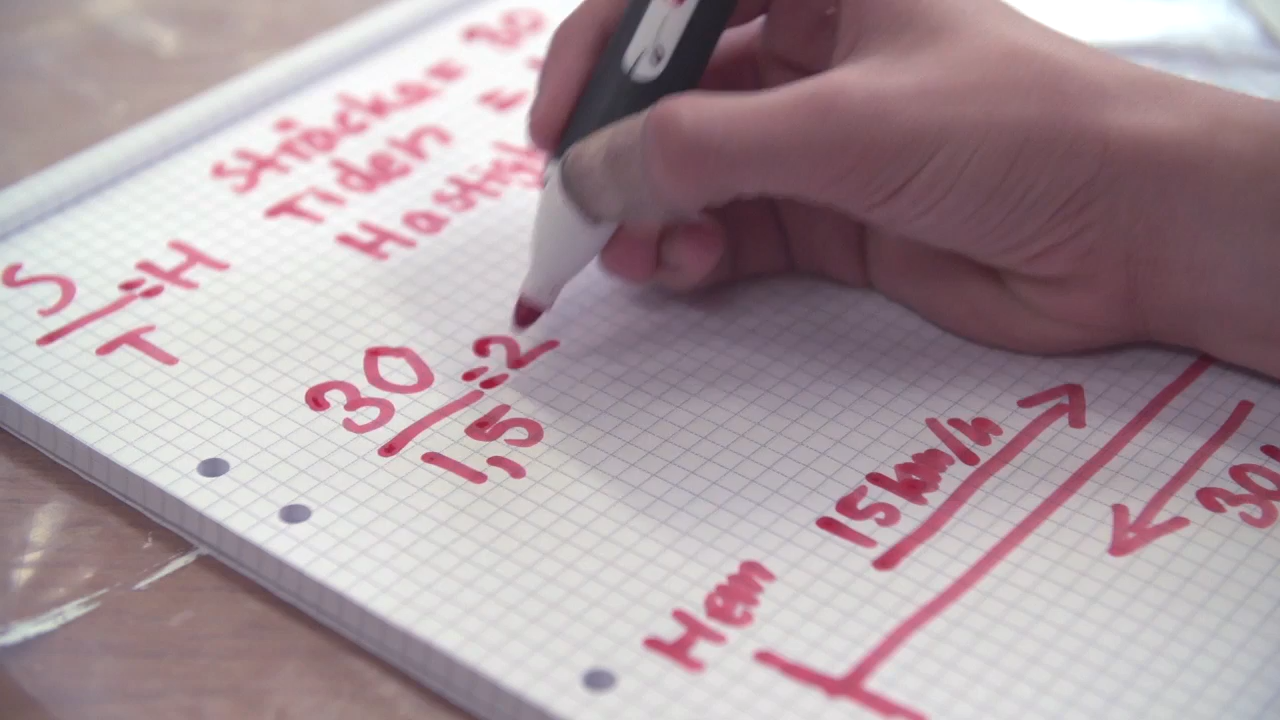 Sträckan = 30
Tiden =
S/T = H
30/1,5 = 2
15 km/h
30
Hem